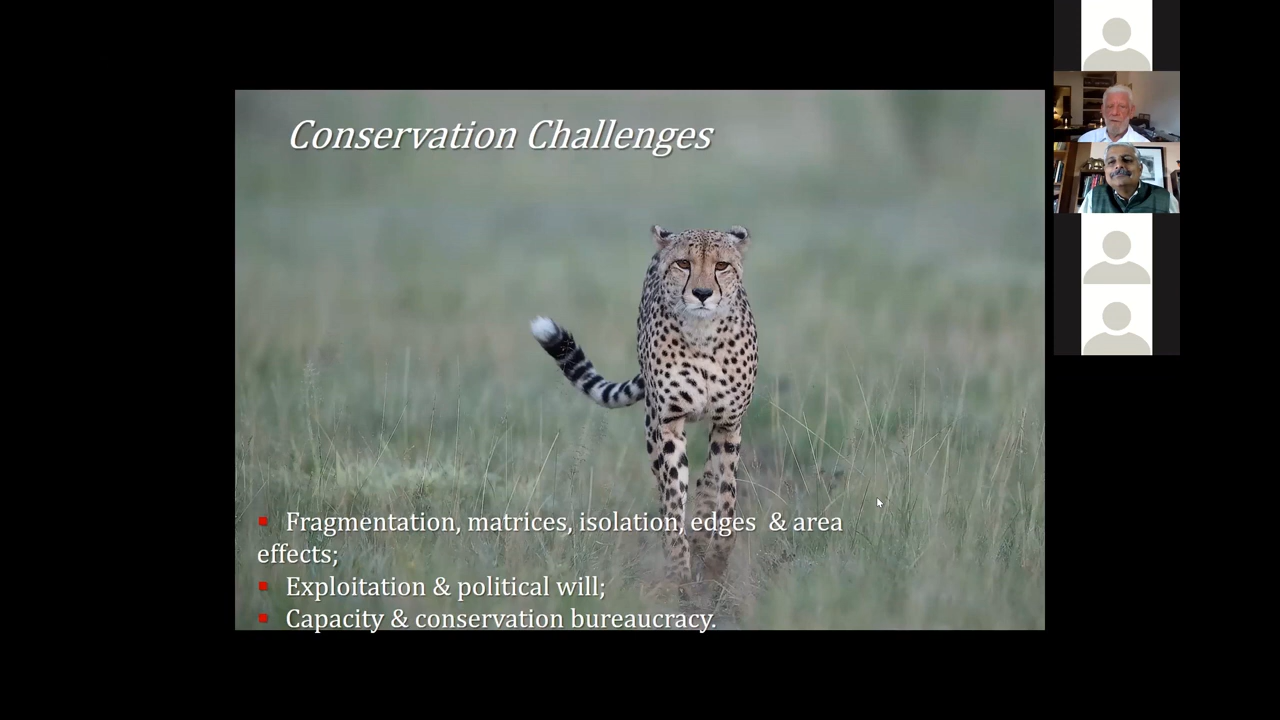 Conservation Challenges
▪ Fragmentation, matrices, isolation, edges & area
effects;
▪ Exploitation & political will;
▪ Capacity & conservation bureaucracy.